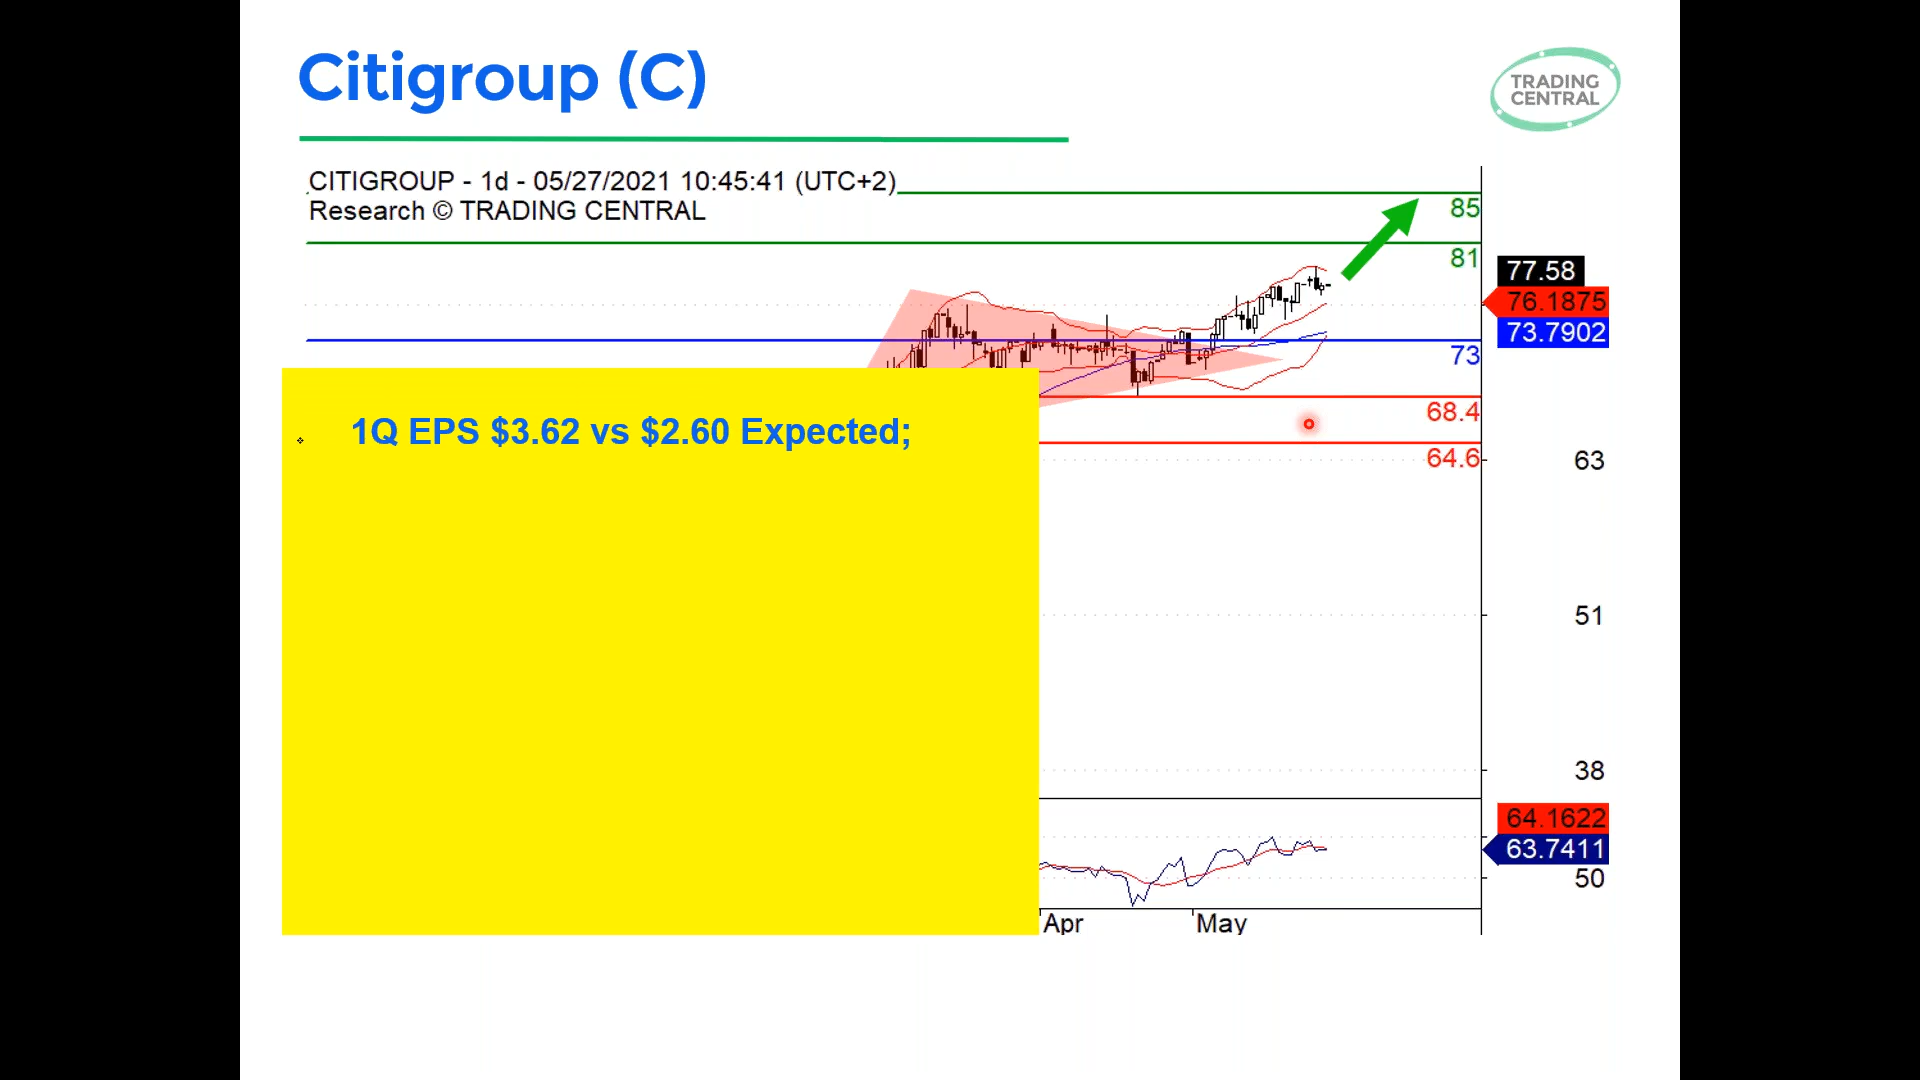 Citigroup (C)
TRADING
CENTRAL
CITIGROUP - 1d - 05/27/2021 10:45:41 (UTC+2)
Research © TRADING CENTRAL
85
81
77.58
76.1875
73.7902
73
68.4
64.6
63
1Q EPS $3.62 vs $2.60 Expected;
51
38
64.1622
63.7411
50
Apr
May